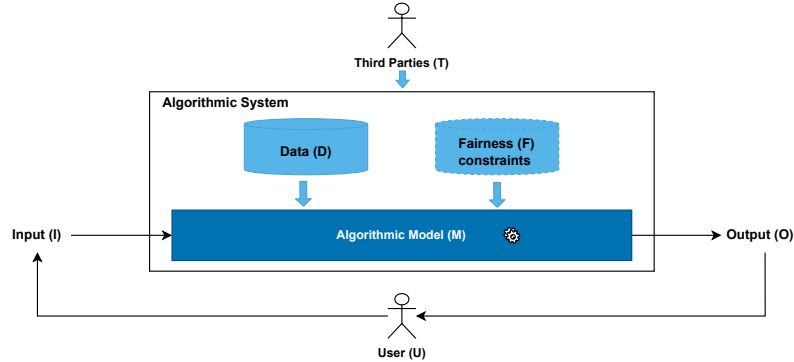 Third Parties (T)
Algorithmic System
Data (D)
Fairness (F)
constraints
Input (I)
Algorithmic Model (M)
Output (O)
User (U)